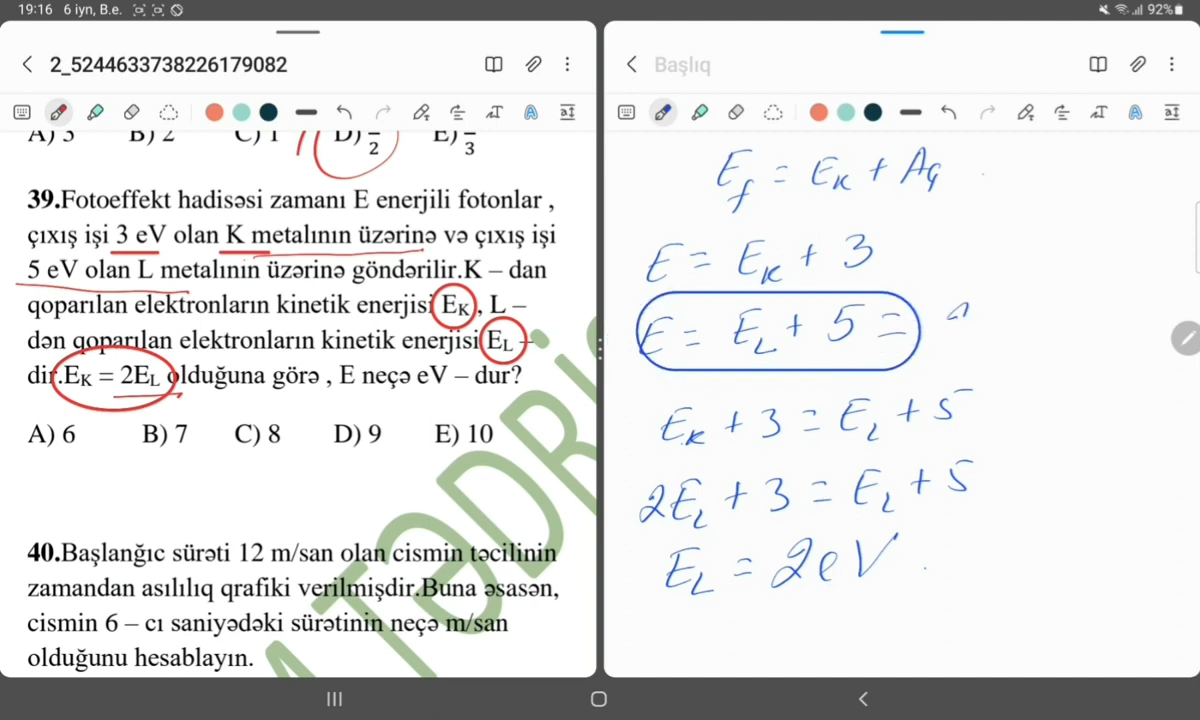 19:16 6 iyn, B.e. 92%
2_5244633738226179082
A) 3 B) 2 C) 1 D) 2 E) 3
39.Fotoeffekt hadisəsi zamanı E enerjili fotonlar ,
çıxış işi 3 eV olan K metalının üzərinə və çıxış işi
5 eV olan L metalının üzərinə göndərilir.K – dan
qoparılan elektronların kinetik enerjisi EK , L –
dən qoparılan elektronların kinetik enerjisi EL –
dir.EK = 2EL olduğuna görə , E neçə eV – dur?
A) 6 B) 7 C) 8 D) 9 E) 10
40.Başlanğıc sürəti 12 m/san olan cismin təcilinin
zamandan asılılıq qrafiki verilmişdir.Buna əsasən,
cismin 6 – cı saniyədəki sürətinin neçə m/san
olduğunu hesablayın.
TƏDRİS
Başlıq
Ef = EK + Aç
E = EK + 3
E = EL + 5 =
EK + 3 = EL + 5
2EL + 3 = EL + 5
EL = 2eV